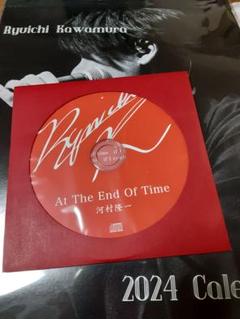 Ryuichi Kawamura
Ryuichi
At The End Of Time
河村隆一
2024 Cale